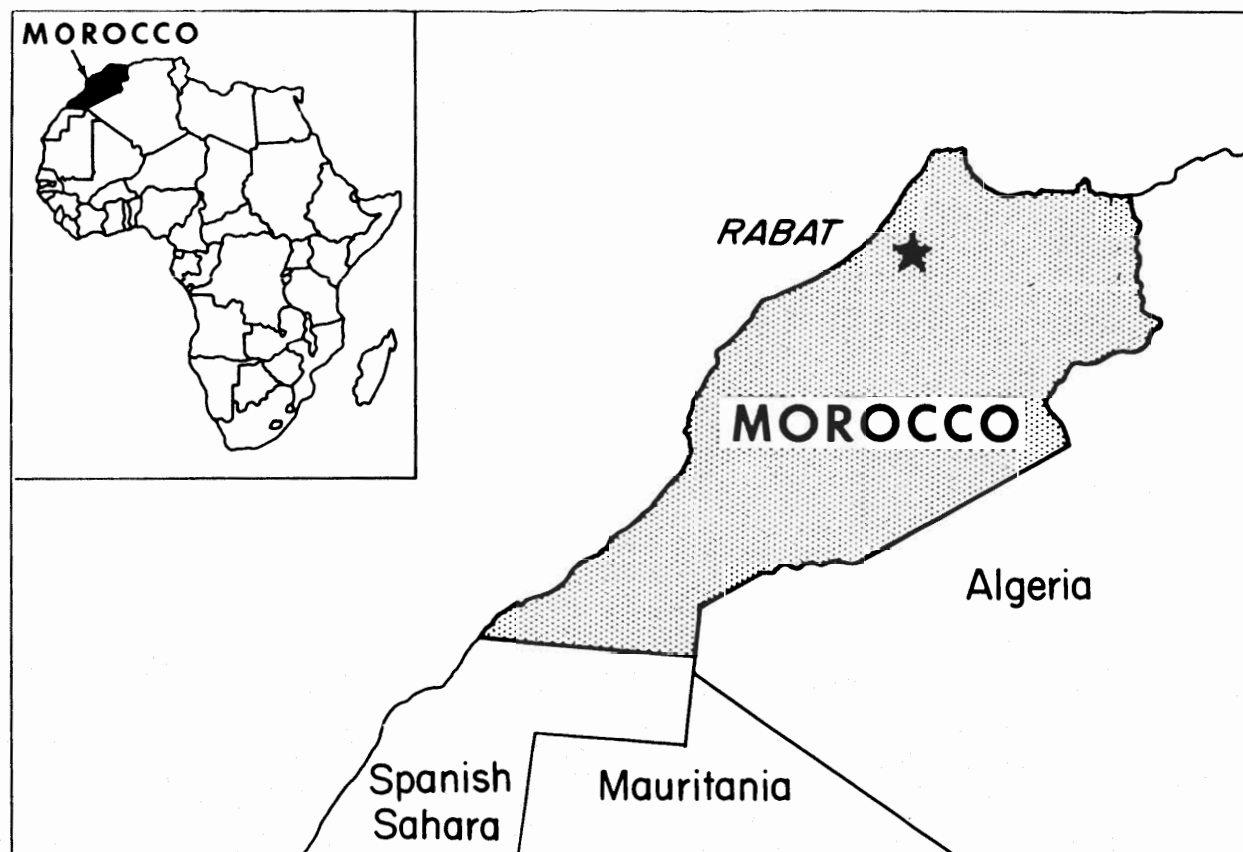 MOROCCO
RABAT
MOROCCO
Algeria
Spanish
Sahara
Mauritania